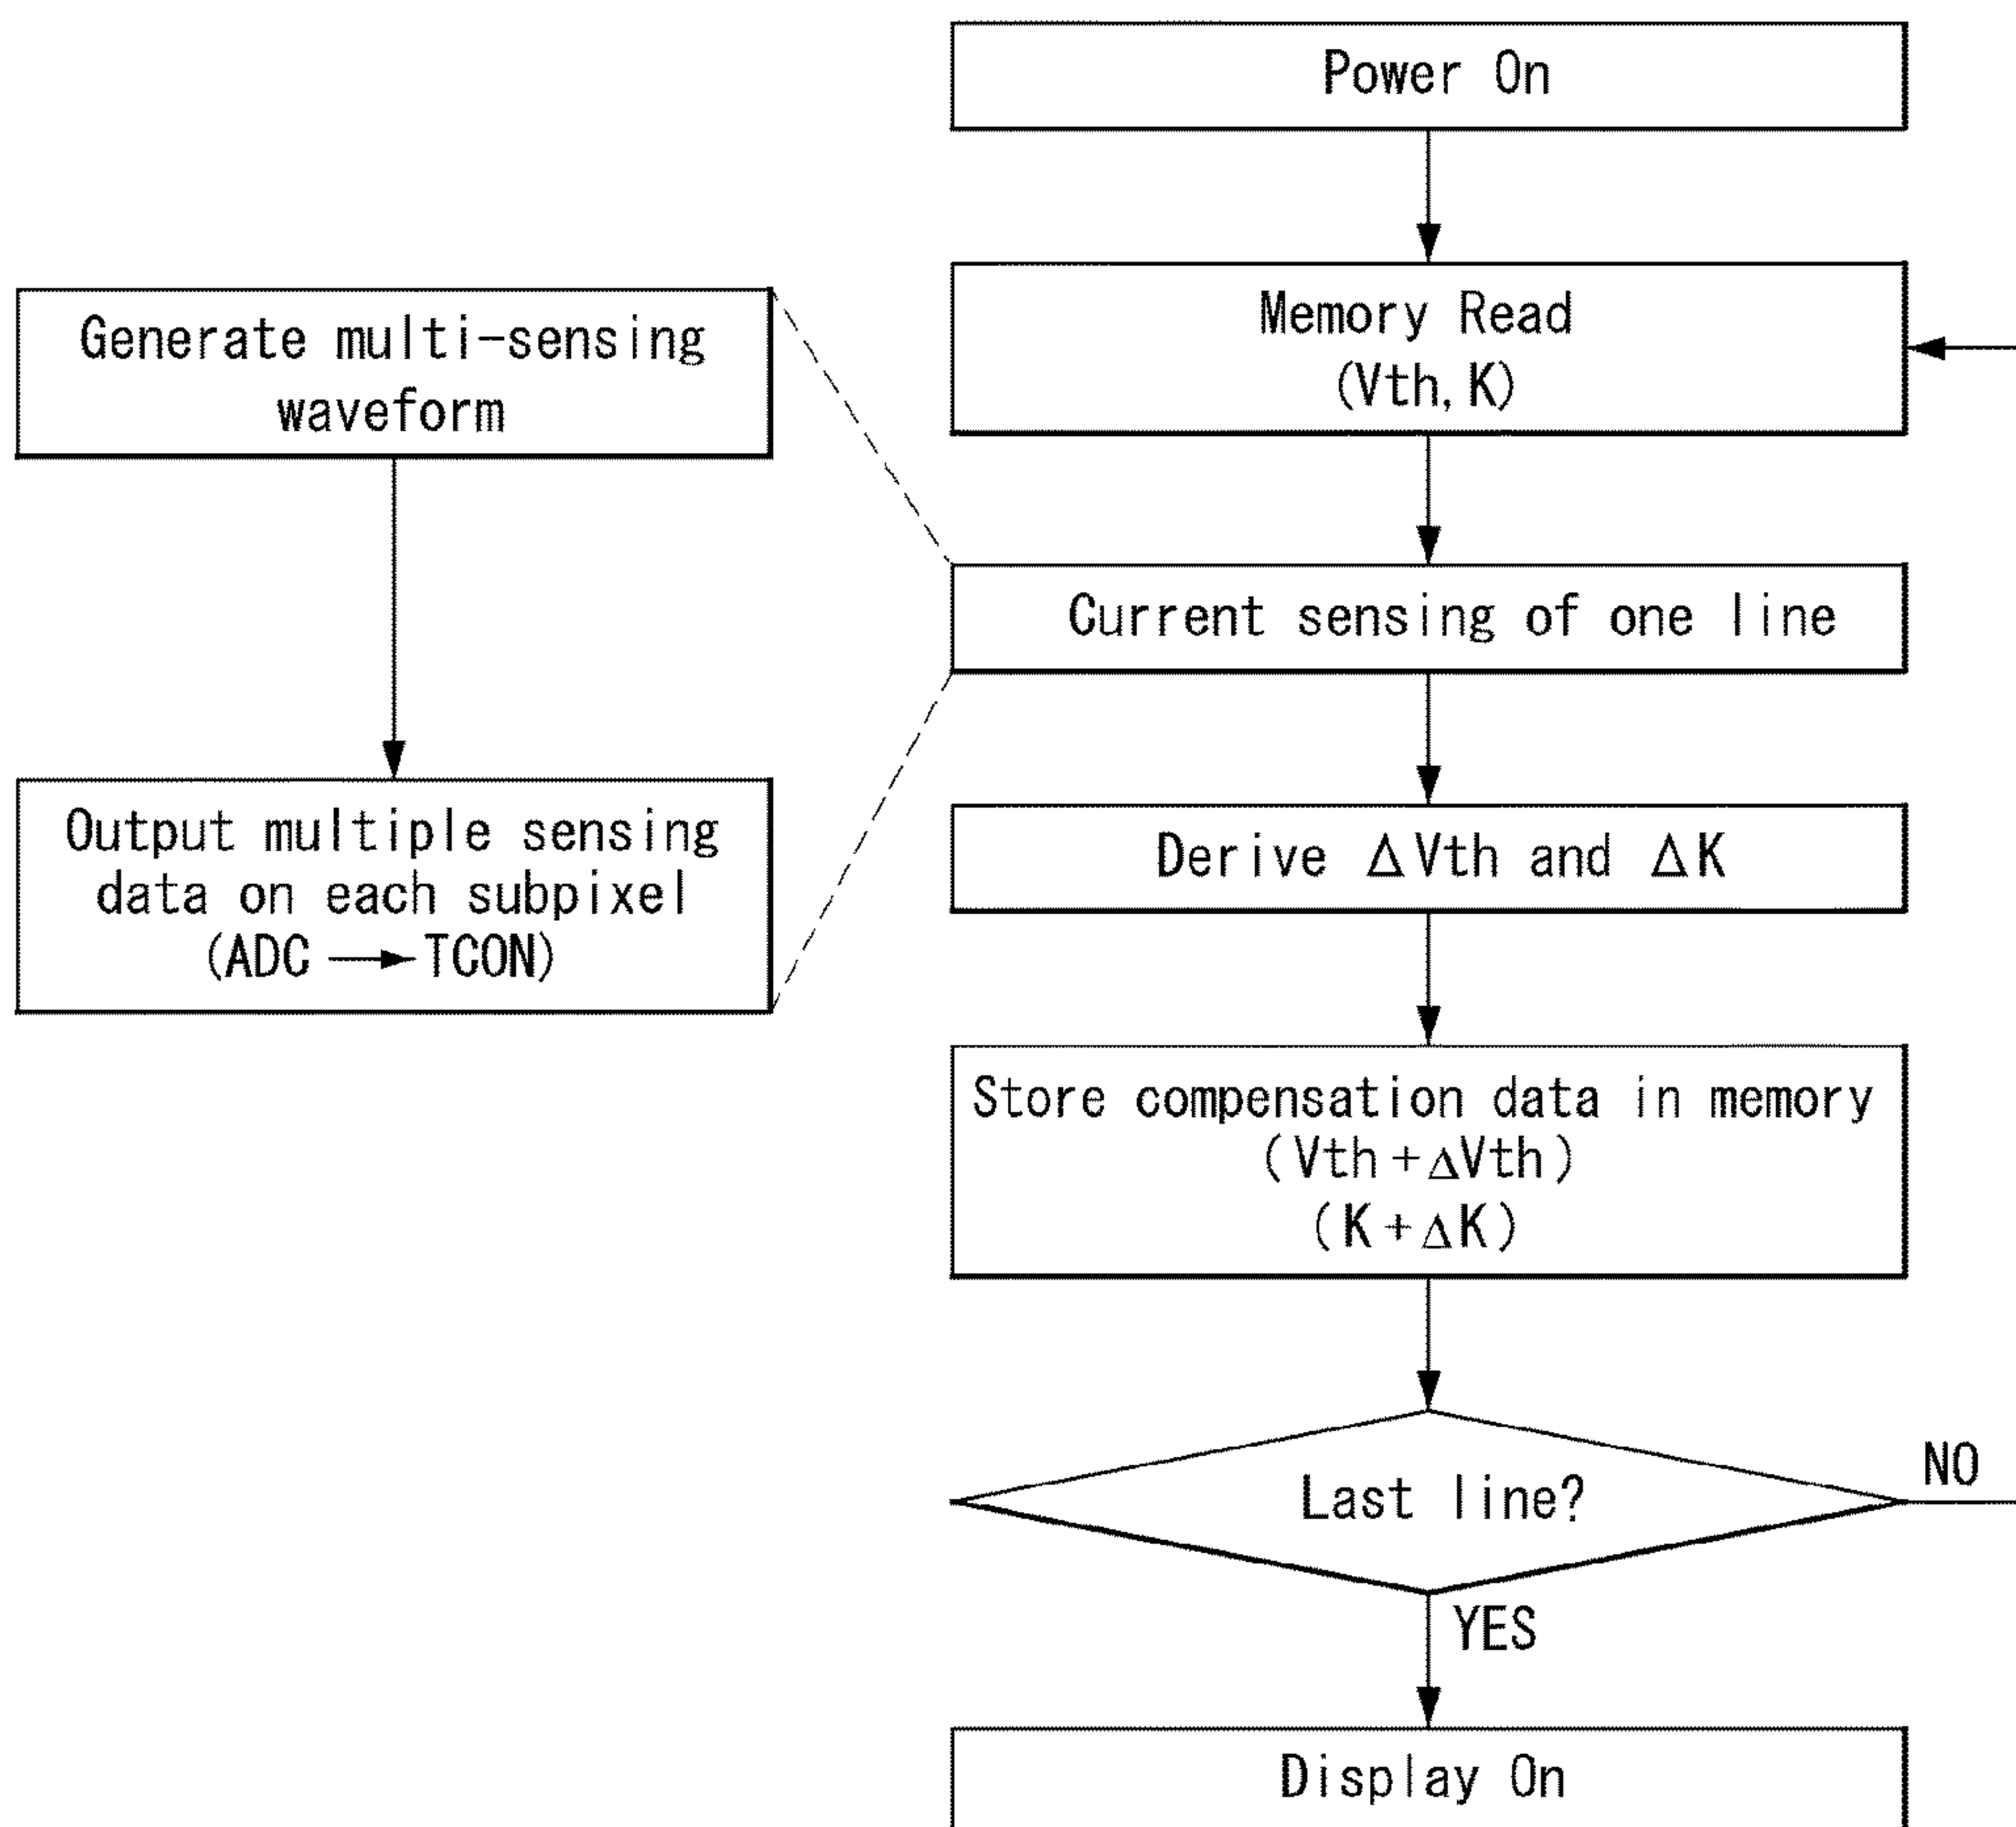 Power On
Memory Read
(Vth, K)
Generate multi-sensing
waveform
Current sensing of one line
Output multiple sensing
data on each subpixel
(ADC → TCON)
Derive ΔVth and ΔK
Store compensation data in memory
(Vth+ΔVth)
(K+ΔK)
Last line?
NO
YES
Display On